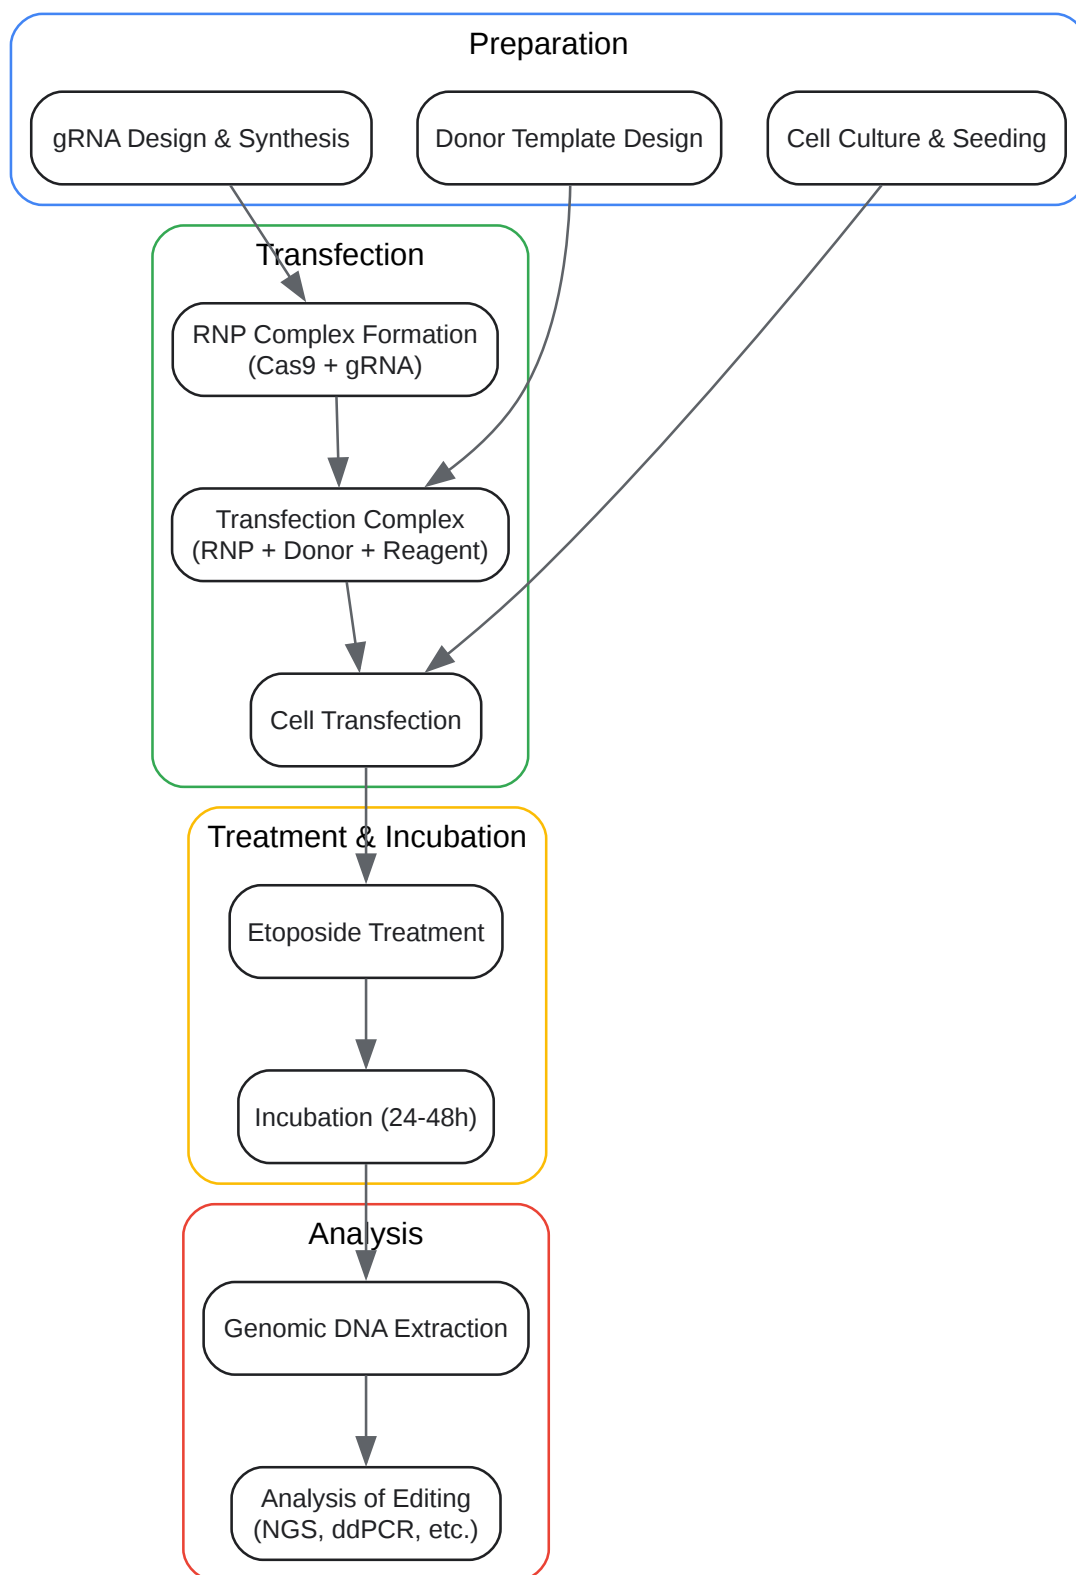 Preparation
gRNA Design & Synthesis
Donor Template Design
Cell Culture & Seeding
Transfection
RNP Complex Formation
(Cas9 + gRNA)
Transfection Complex
(RNP + Donor + Reagent)
Cell Transfection
Treatment & Incubation
Etoposide Treatment
Incubation (24-48h)
Analysis
Genomic DNA Extraction
Analysis of Editing
(NGS, ddPCR, etc.)